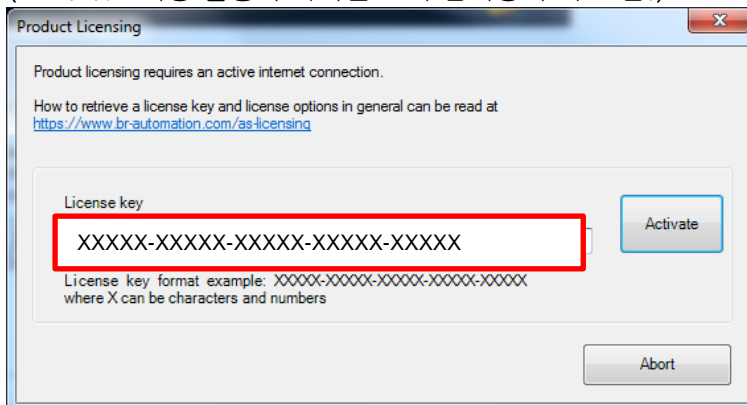 Product Licensing
Product licensing requires an active internet connection.
How to retrieve a license key and license options in general can be read at
https://www.br-automation.com/as-licensing
License key
XXXXX-XXXXX-XXXXX-XXXXX-XXXXX
Activate
License key format example: XXXXX-XXXXX-XXXXX-XXXXX-XXXXX
where X can be characters and numbers
Abort